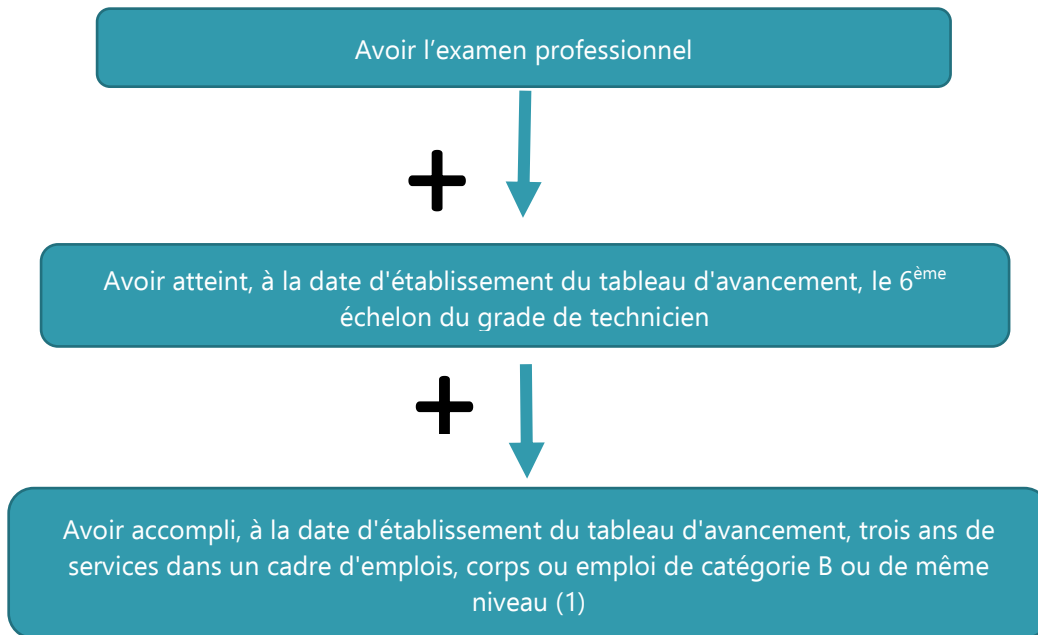 Avoir l’examen professionnel
+
Avoir atteint, à la date d'établissement du tableau d'avancement, le 6ème
échelon du grade de technicien
+
Avoir accompli, à la date d'établissement du tableau d'avancement, trois ans de
services dans un cadre d'emplois, corps ou emploi de catégorie B ou de même
niveau (1)